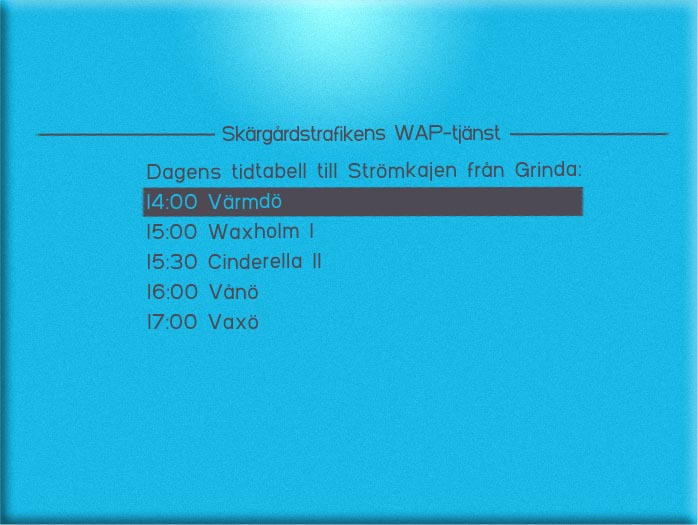 Skärgårdstrafikens WAP-tjänst
Dagens tidtabell till Strömkajen från Grinda:
14:00 Värmdö
15:00 Waxholm I
15:30 Cinderella II
16:00 Vånö
17:00 Vaxö